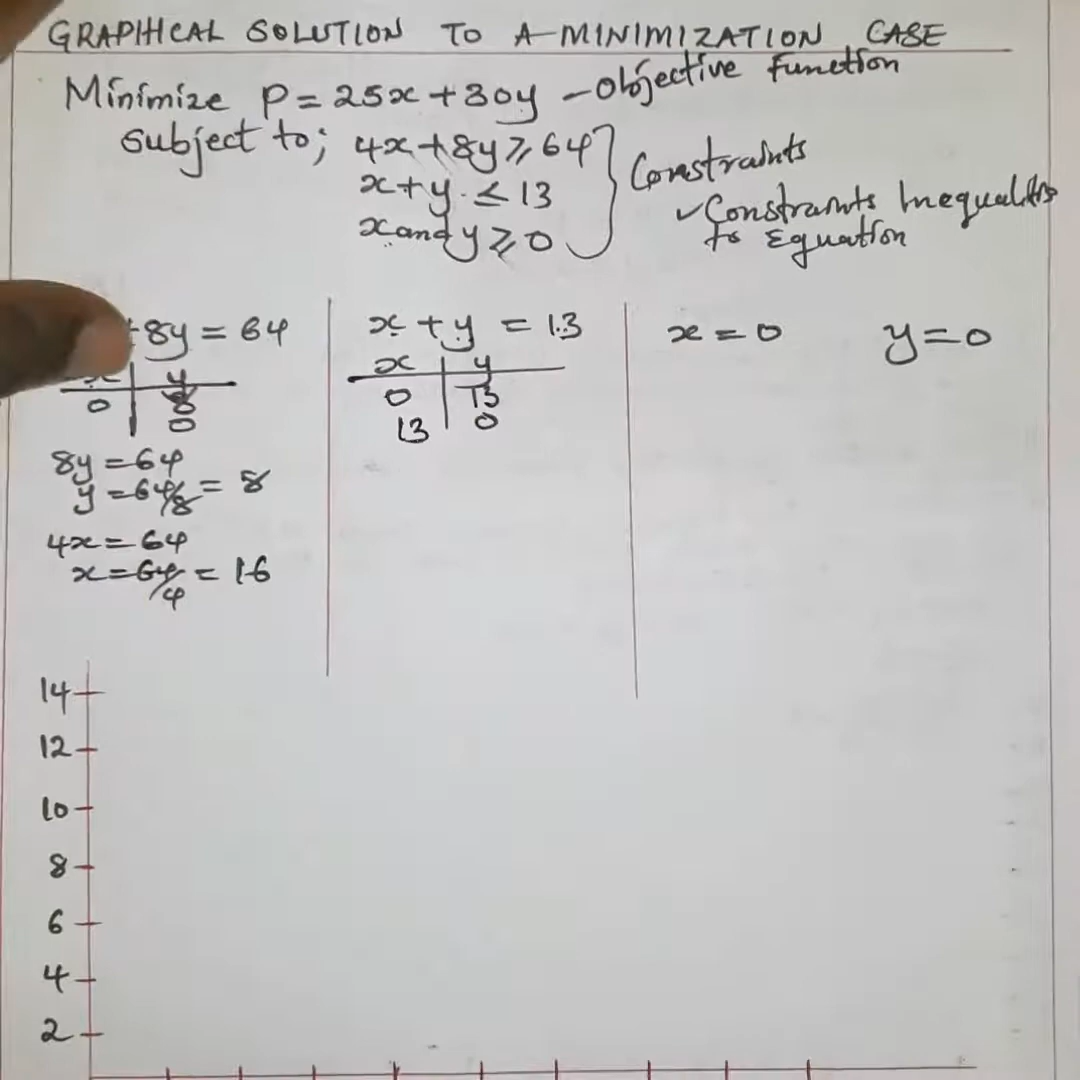 GRAPHICAL SOLUTION TO A MINIMIZATION CASE
Minimize P = 25x + 30y - Objective function
Subject to; 4x + 8y ≥ 64
x + y ≤ 13
x and y ≥ 0
Constraints
✓Constraints Inequalities
to Equation
+ 8y = 64
x | y
0 | 8
0
8y = 64
y = 64/8 = 8
4x = 64
x = 64/4 = 16
x + y = 13
x | y
0 | 13
13 | 0
x = 0 y = 0
14
12
10
8
6
4
2